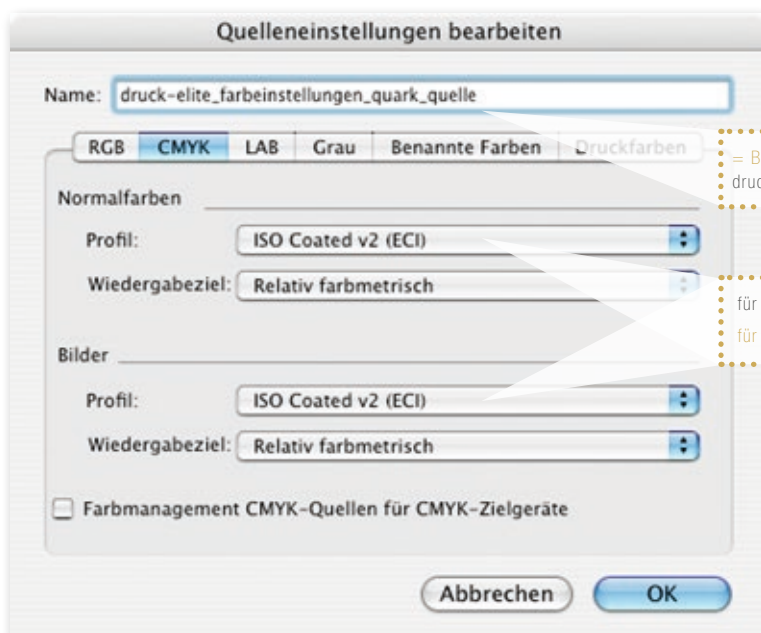 Quelleneinstellungen bearbeiten
Name: druck-elite_farbeinstellungen_quark_quelle
RGB CMYK LAB Grau Benannte Farben Druckfarben
= B
druc
Normalfarben
Profil: ISO Coated v2 (ECI)
Wiedergabeziel: Relativ farbmetrisch
für
für
Bilder
Profil: ISO Coated v2 (ECI)
Wiedergabeziel: Relativ farbmetrisch
Farbmanagement CMYK-Quellen für CMYK-Zielgeräte
Abbrechen OK